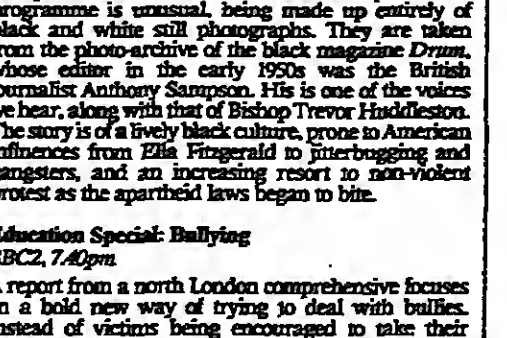 programme is unusual, being made up entirely of
black and white still photographs. They are taken
from the photo-archive of the black magazine Drum,
whose editor in the early 1950s was the British
journalist Anthony Sampson. His is one of the voices
we hear, along with that of Bishop Trevor Huddleston.
The story is of a lively black culture, prone to American
influences from Ella Fitzgerald to jitterbugging and
gangsters, and an increasing resort to non-violent
protest as the apartheid laws began to bite.
Education Special: Bullying
BBC2, 7.40pm
A report from a north London comprehensive focuses
on a bold new way of trying to deal with bullies.
Instead of victims being encouraged to take their